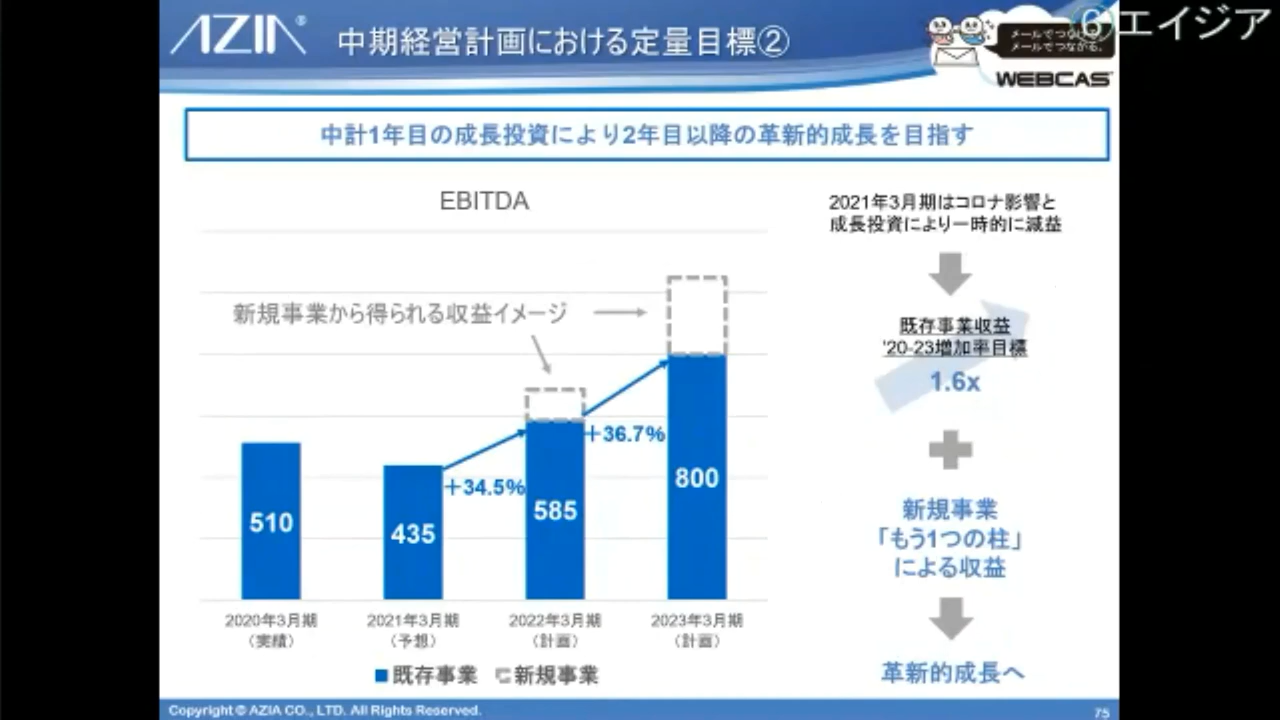 AZIA®
中期経営計画における定量目標②
⑥エイジア
メールでつながる。
WEBCAS
中計1年目の成長投資により2年目以降の革新的成長を目指す
EBITDA
新規事業から得られる収益イメージ
+34.5%
+36.7%
510
435
585
800
2020年3月期
(実績)
2021年3月期
(予想)
2022年3月期
(計画)
2023年3月期
(計画)
既存事業
新規事業
2021年3月期はコロナ影響と
成長投資により一時的に減益
既存事業収益
'20-23増加率目標
1.6x
新規事業
「もう1つの柱」
による収益
革新的成長へ
Copyright © AZIA CO., LTD. All Rights Reserved.
75